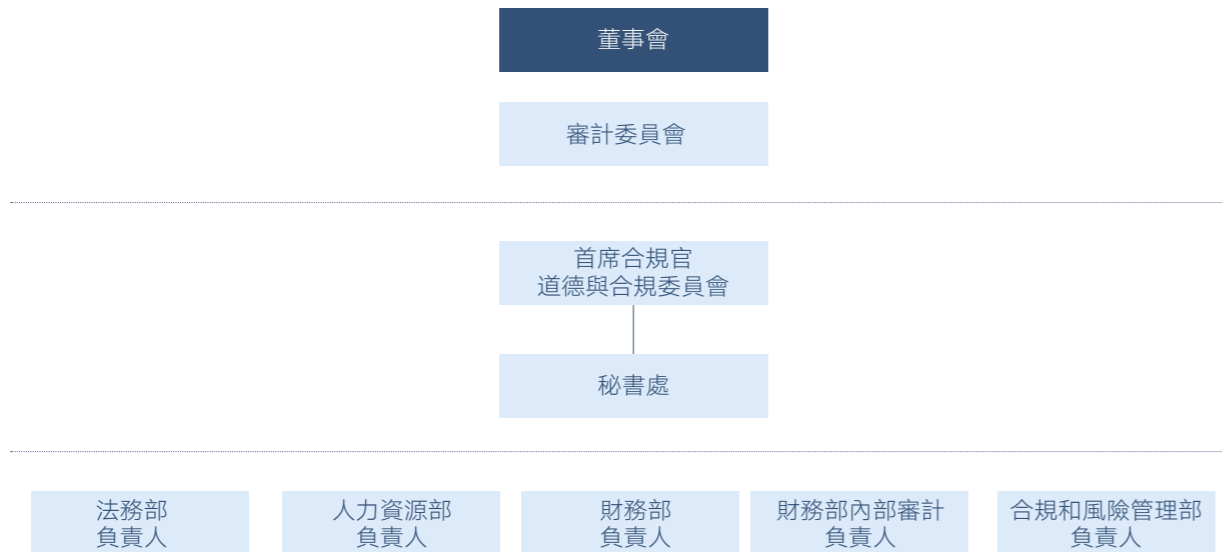 董事會
審計委員會
首席合規官
道德與合規委員會
秘書處
法務部
負責人
人力資源部
負責人
財務部
負責人
財務部內部審計
負責人
合規和風險管理部
負責人